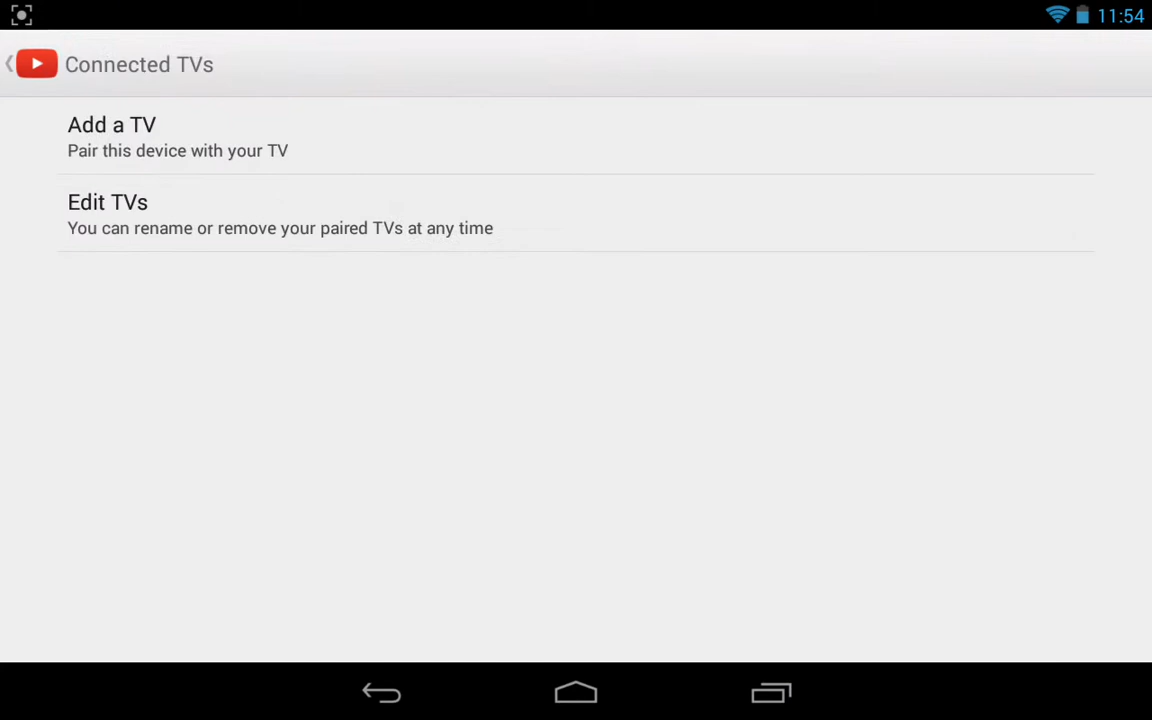 11:54
Connected TVs
Add a TV
Pair this device with your TV
Edit TVs
You can rename or remove your paired TVs at any time